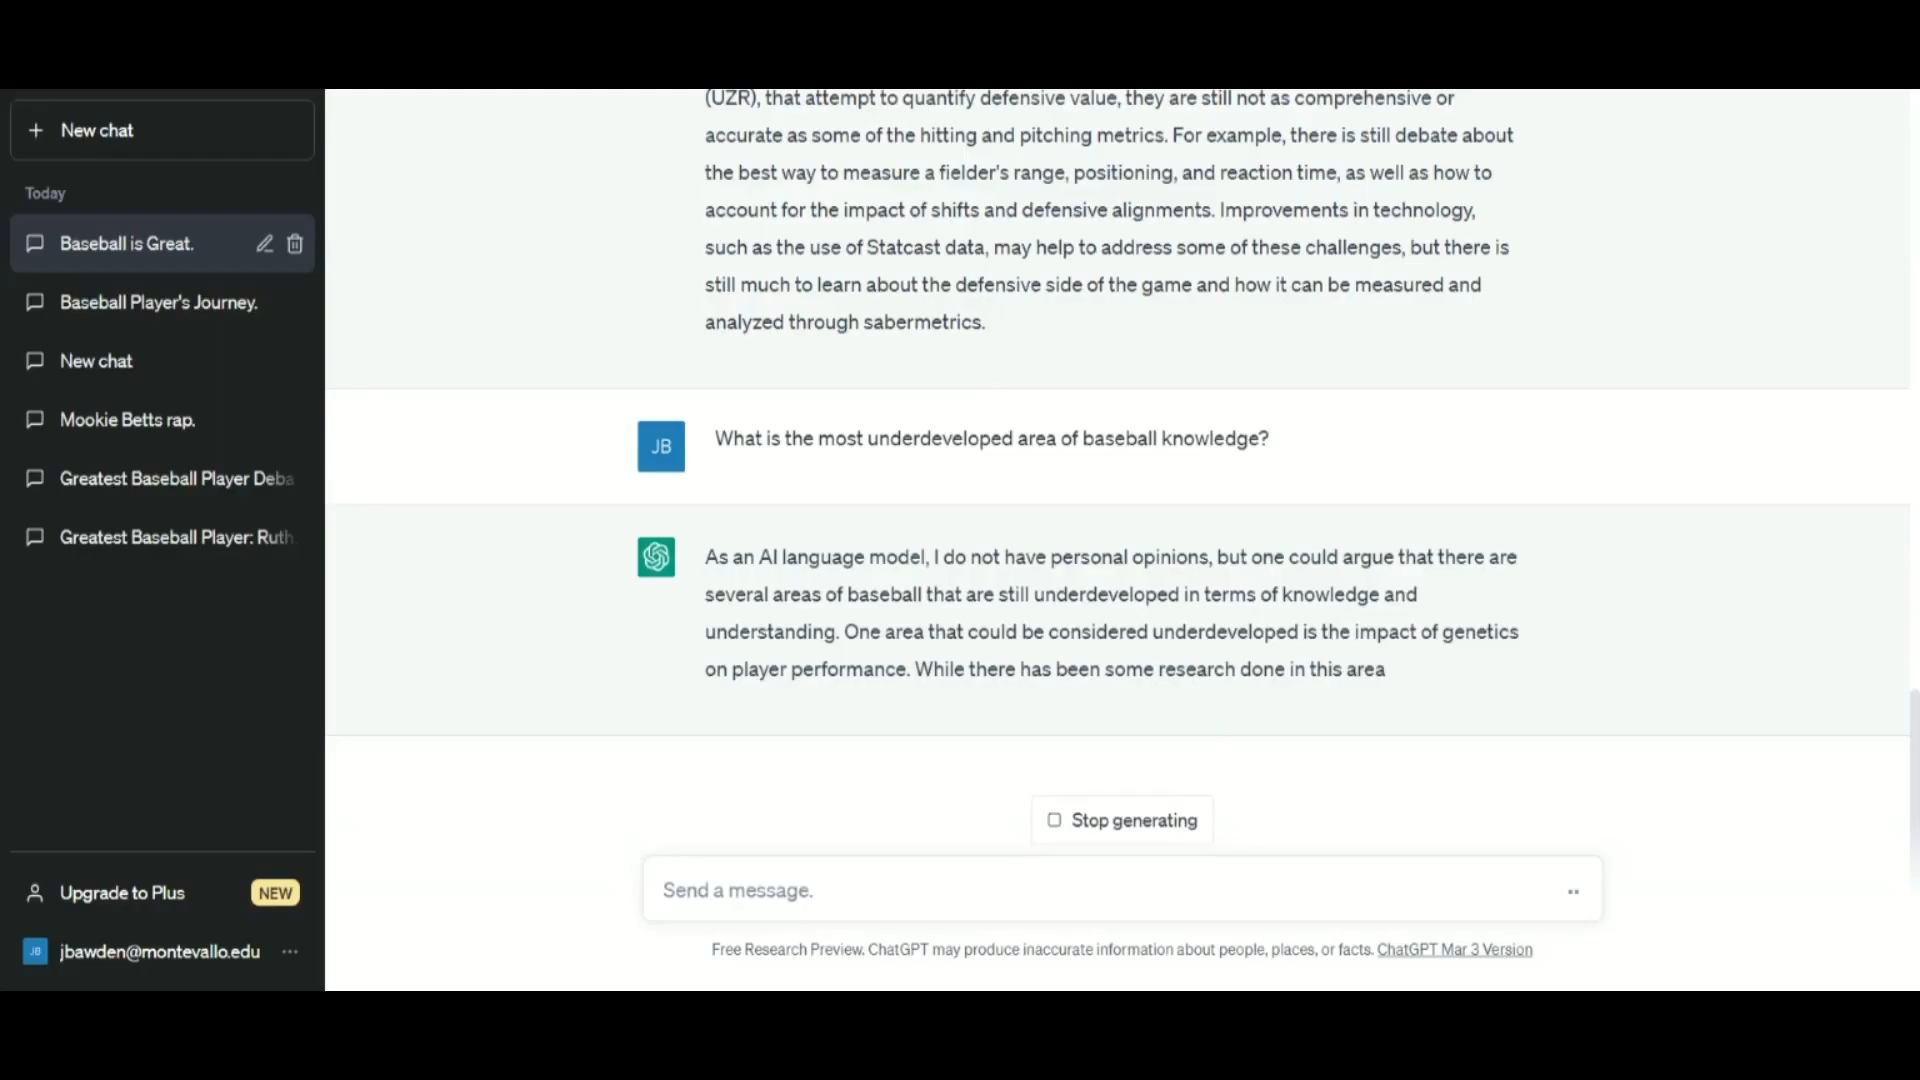 New chat
Today
Baseball is Great.
Baseball Player's Journey.
New chat
Mookie Betts rap.
Greatest Baseball Player Deba
Greatest Baseball Player: Ruth
Upgrade to Plus NEW
JB jbawden@montevallo.edu
(UZR), that attempt to quantify defensive value, they are still not as comprehensive or
accurate as some of the hitting and pitching metrics. For example, there is still debate about
the best way to measure a fielder's range, positioning, and reaction time, as well as how to
account for the impact of shifts and defensive alignments. Improvements in technology,
such as the use of Statcast data, may help to address some of these challenges, but there is
still much to learn about the defensive side of the game and how it can be measured and
analyzed through sabermetrics.
JB What is the most underdeveloped area of baseball knowledge?
As an AI language model, I do not have personal opinions, but one could argue that there are
several areas of baseball that are still underdeveloped in terms of knowledge and
understanding. One area that could be considered underdeveloped is the impact of genetics
on player performance. While there has been some research done in this area
Stop generating
Send a message.
Free Research Preview. ChatGPT may produce inaccurate information about people, places, or facts. ChatGPT Mar 3 Version